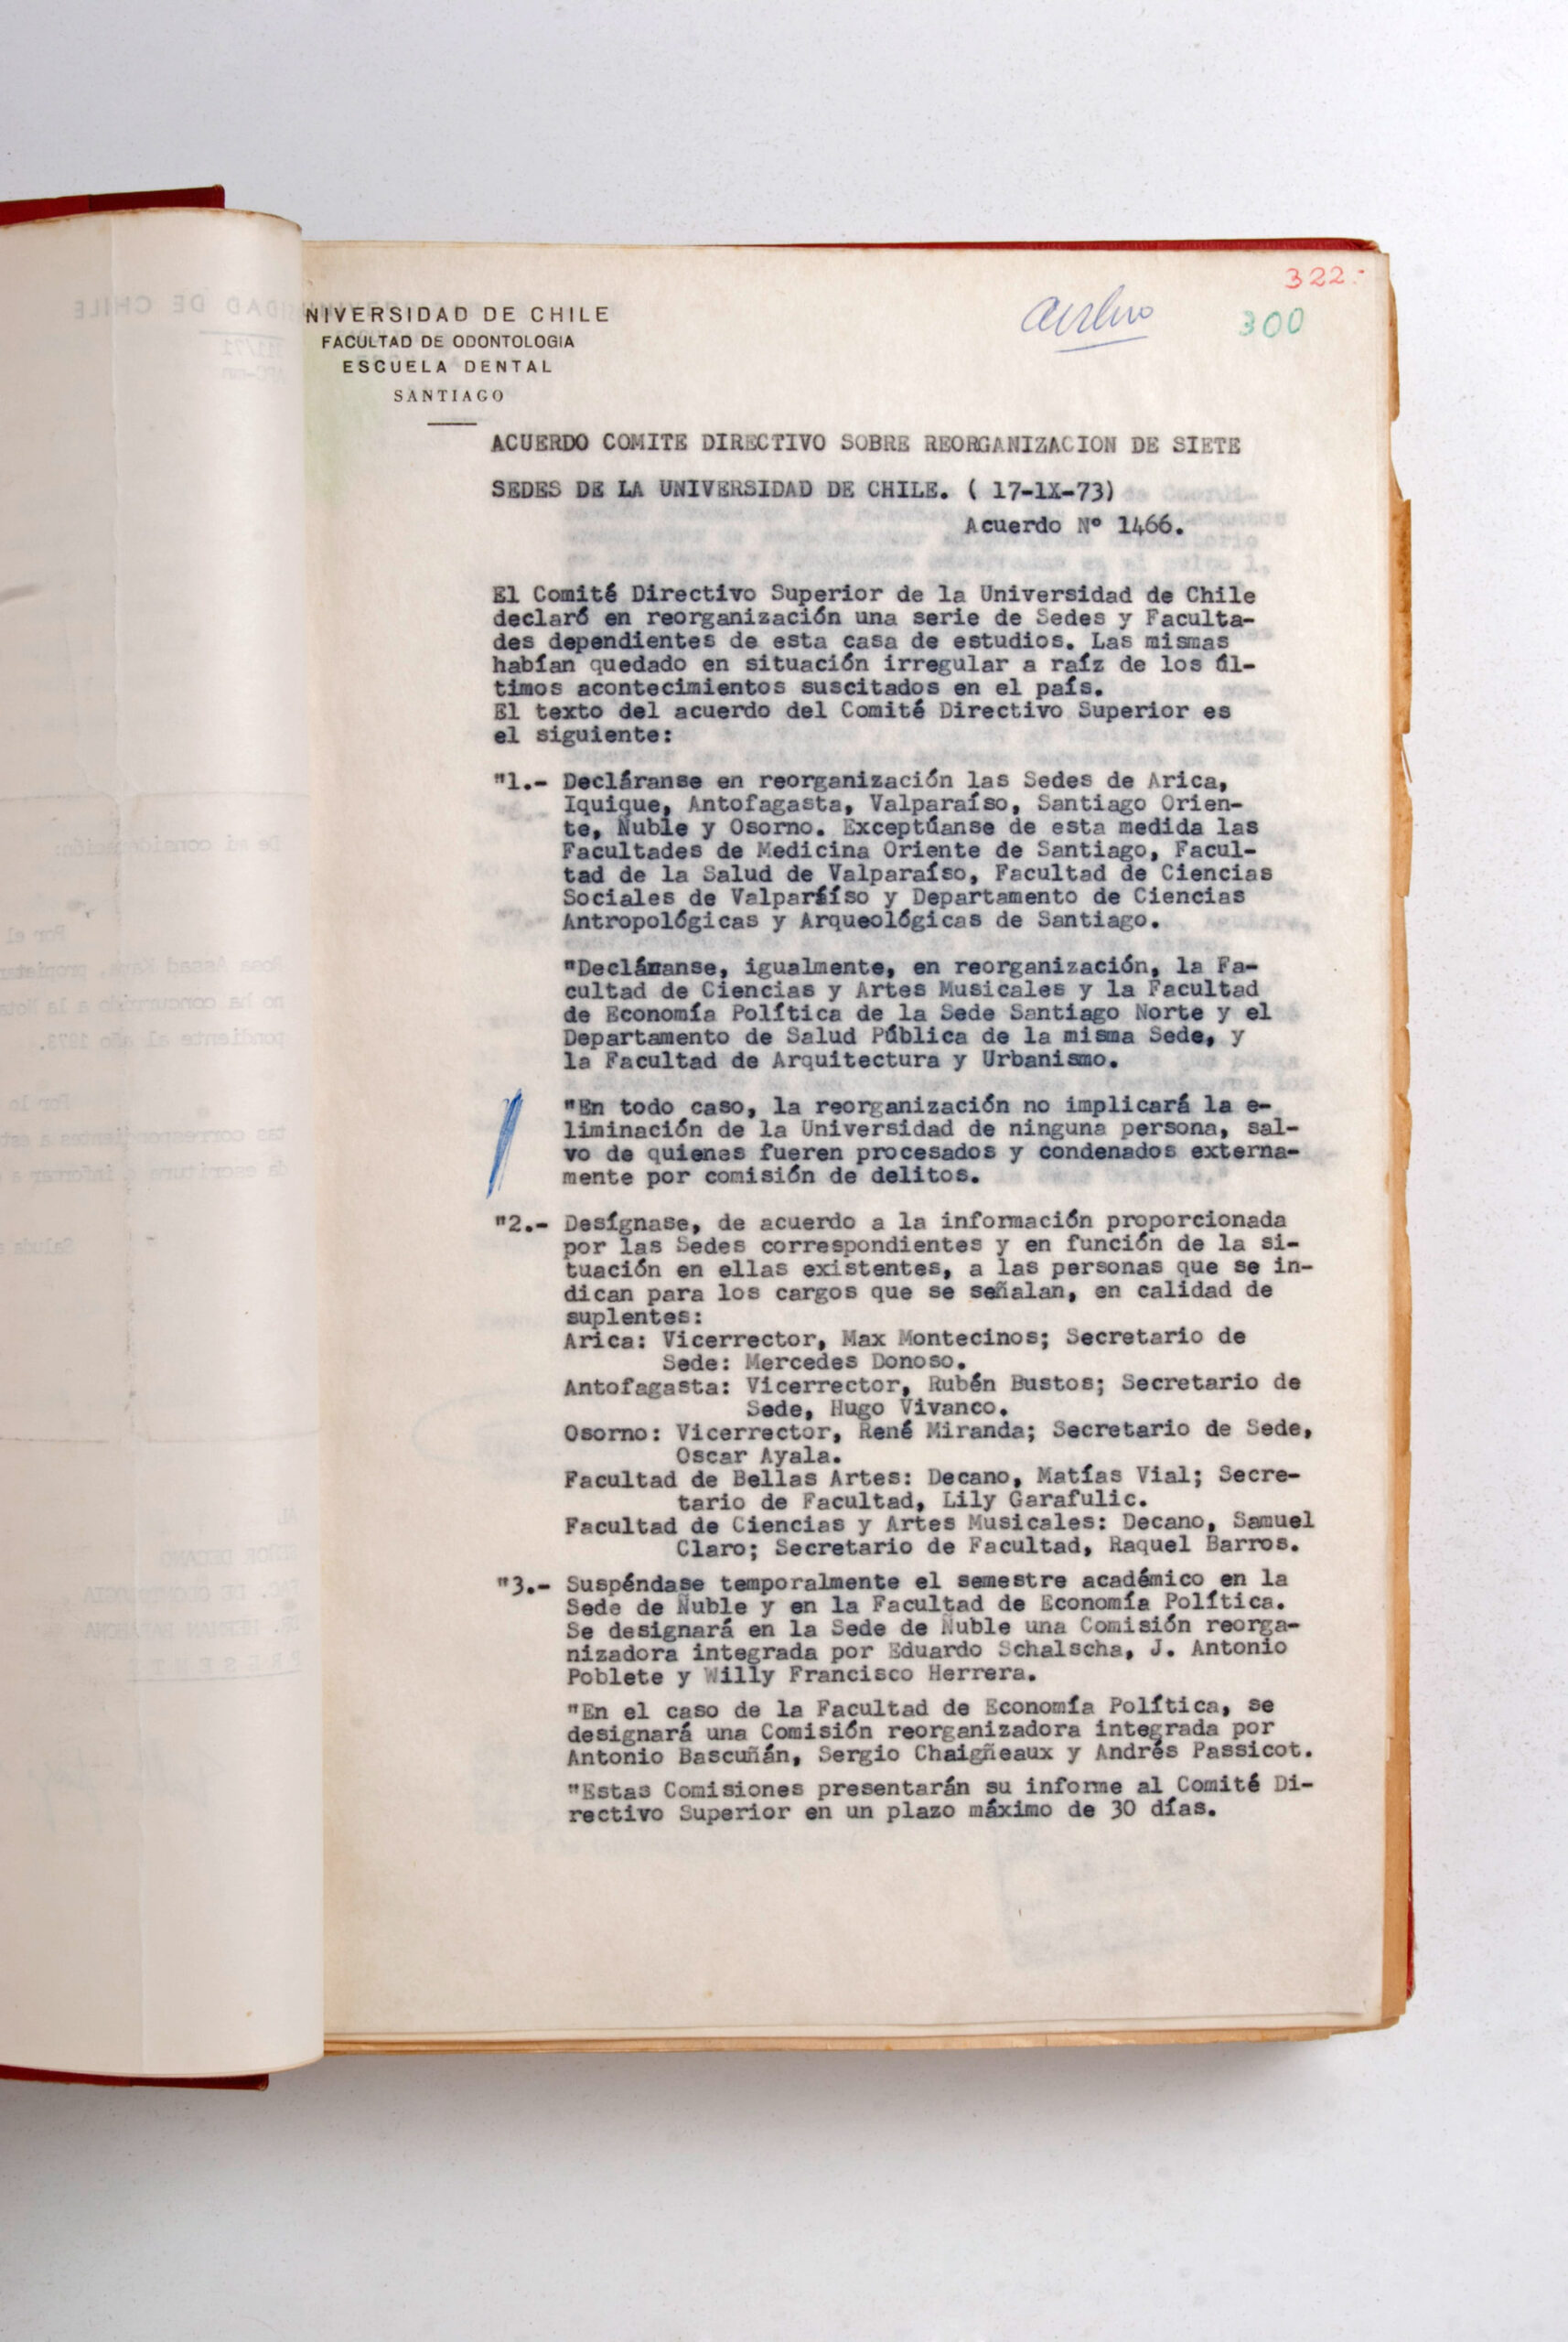 NIVERSIDAD DE CHILE
FACULTAD DE ODONTOLOGIA
ESCUELA DENTAL
SANTIAGO
322.-
300
ACUERDO COMITE DIRECTIVO SOBRE REORGANIZACION DE SIETE
SEDES DE LA UNIVERSIDAD DE CHILE. ( 17-1X-73)
Acuerdo Nº 1466.
El Comité Directivo Superior de la Universidad de Chile
declaró en reorganización una serie de Sedes y Faculta-
des dependientes de esta casa de estudios. Las mismas
habían quedado en situación irregular a raíz de los úl-
timos acontecimientos suscitados en el país.
El texto del acuerdo del Comité Directivo Superior es
el siguiente:
"1.- Decláranse en reorganización las Sedes de Arica,
Iquique, Antofagasta, Valparaíso, Santiago Orien-
te, Ñuble y Osorno. Exceptúanse de esta medida las
Facultades de Medicina Oriente de Santiago, Facul-
tad de la Salud de Valparaíso, Facultad de Ciencias
Sociales de Valparáíso y Departamento de Ciencias
Antropológicas y Arqueológicas de Santiago.
"Decláranse, igualmente, en reorganización, la Fa-
cultad de Ciencias y Artes Musicales y la Facultad
de Economía Política de la Sede Santiago Norte y el
Departamento de Salud Pública de la misma Sede, y
la Facultad de Arquitectura y Urbanismo.
"En todo caso, la reorganización no implicará la e-
liminación de la Universidad de ninguna persona, sal-
vo de quienes fueren procesados y condenados externa-
mente por comisión de delitos.
"2.- Desígnase, de acuerdo a la información proporcionada
por las Sedes correspondientes y en función de la si-
tuación en ellas existentes, a las personas que se in-
dican para los cargos que se señalan, en calidad de
suplentes:
Arica: Vicerrector, Max Montecinos; Secretario de
Sede: Mercedes Donoso.
Antofagasta: Vicerrector, Rubén Bustos; Secretario de
Sede, Hugo Vivanco.
Osorno: Vicerrector, René Miranda; Secretario de Sede,
Oscar Ayala.
Facultad de Bellas Artes: Decano, Matías Vial; Secre-
tario de Facultad, Lily Garafulic.
Facultad de Ciencias y Artes Musicales: Decano, Samuel
Claro; Secretario de Facultad, Raquel Barros.
"3.- Suspéndase temporalmente el semestre académico en la
Sede de Ñuble y en la Facultad de Economía Política.
Se designará en la Sede de Ñuble una Comisión reorga-
nizadora integrada por Eduardo Schalscha, J. Antonio
Poblete y Willy Francisco Herrera.
"En el caso de la Facultad de Economía Política, se
designará una Comisión reorganizadora integrada por
Antonio Bascuñán, Sergio Chaigñeaux y Andrés Passicot.
"Estas Comisiones presentarán su informe al Comité Di-
rectivo Superior en un plazo máximo de 30 días.